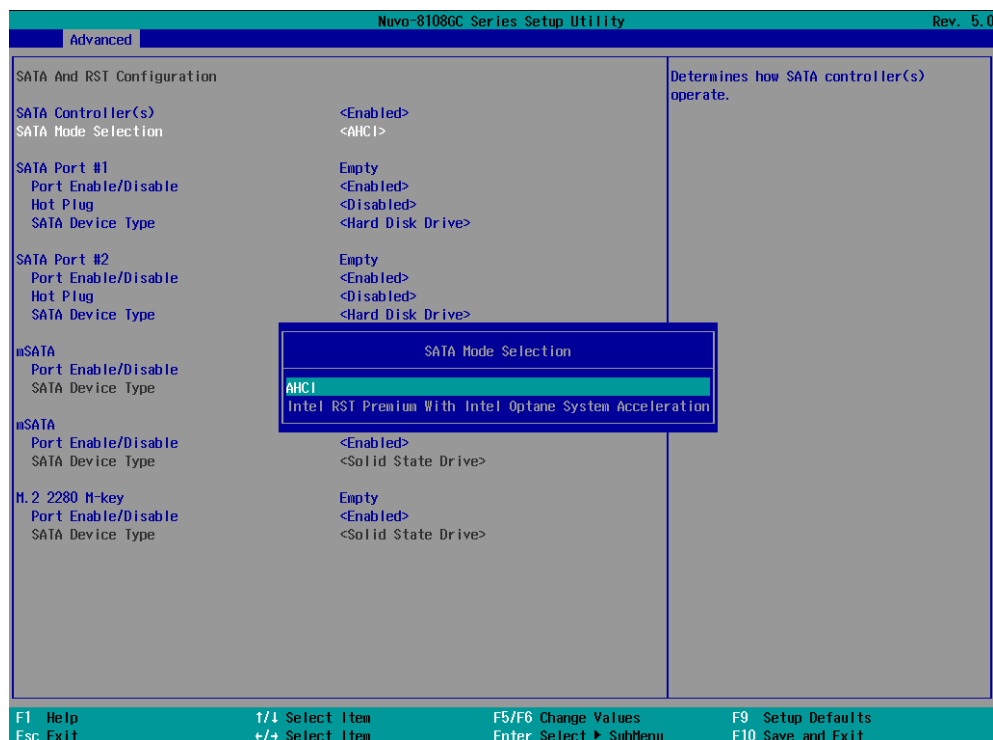 Nuvo-8108GC Series Setup Utility Rev. 5.0
Advanced
SATA And RST Configuration
Determines how SATA controller(s)
operate.
SATA Controller(s) <Enabled>
SATA Mode Selection <AHCI>
SATA Port #1 Empty
Port Enable/Disable <Enabled>
Hot Plug <Disabled>
SATA Device Type <Hard Disk Drive>
SATA Port #2 Empty
Port Enable/Disable <Enabled>
Hot Plug <Disabled>
SATA Device Type <Hard Disk Drive>
mSATA
Port Enable/Disable
SATA Device Type
SATA Mode Selection
AHCI
Intel RST Premium With Intel Optane System Acceleration
mSATA
Port Enable/Disable <Enabled>
SATA Device Type <Solid State Drive>
M.2 2280 M-key Empty
Port Enable/Disable <Enabled>
SATA Device Type <Solid State Drive>
F1 Help ↑/↓ Select Item F5/F6 Change Values F9 Setup Defaults
Esc Exit ←/→ Select Item Enter Select ▶ SubMenu F10 Save and Exit